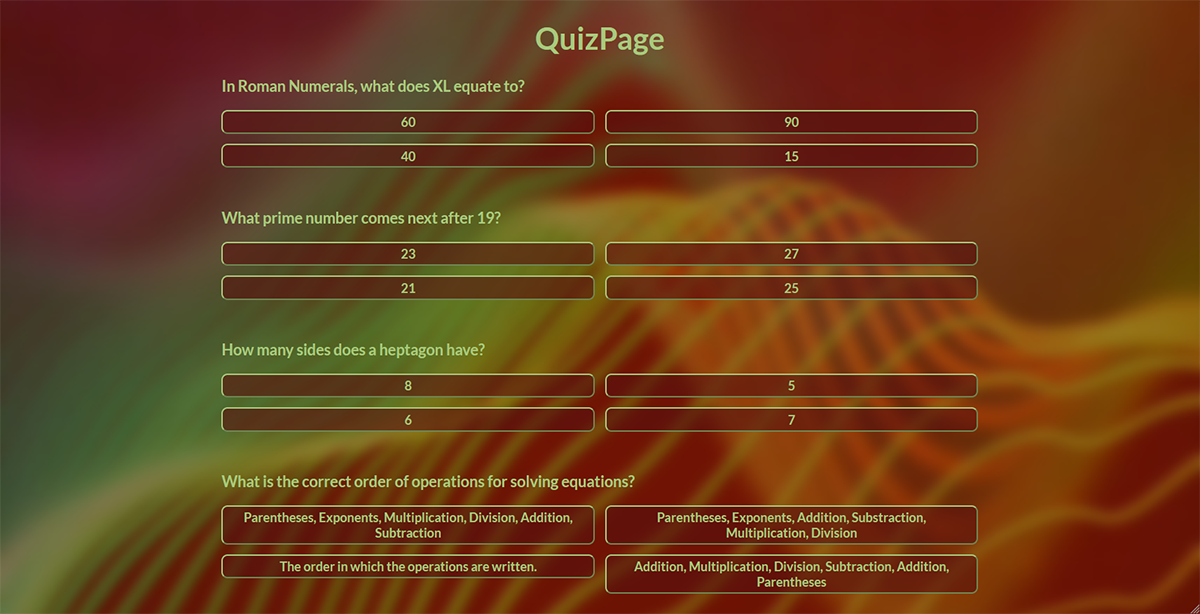 QuizPage
In Roman Numerals, what does XL equate to?
60
90
40
15
What prime number comes next after 19?
23
27
21
25
How many sides does a heptagon have?
8
5
6
7
What is the correct order of operations for solving equations?
Parentheses, Exponents, Multiplication, Division, Addition,
Subtraction
Parentheses, Exponents, Addition, Substraction,
Multiplication, Division
The order in which the operations are written.
Addition, Multiplication, Division, Subtraction, Addition,
Parentheses